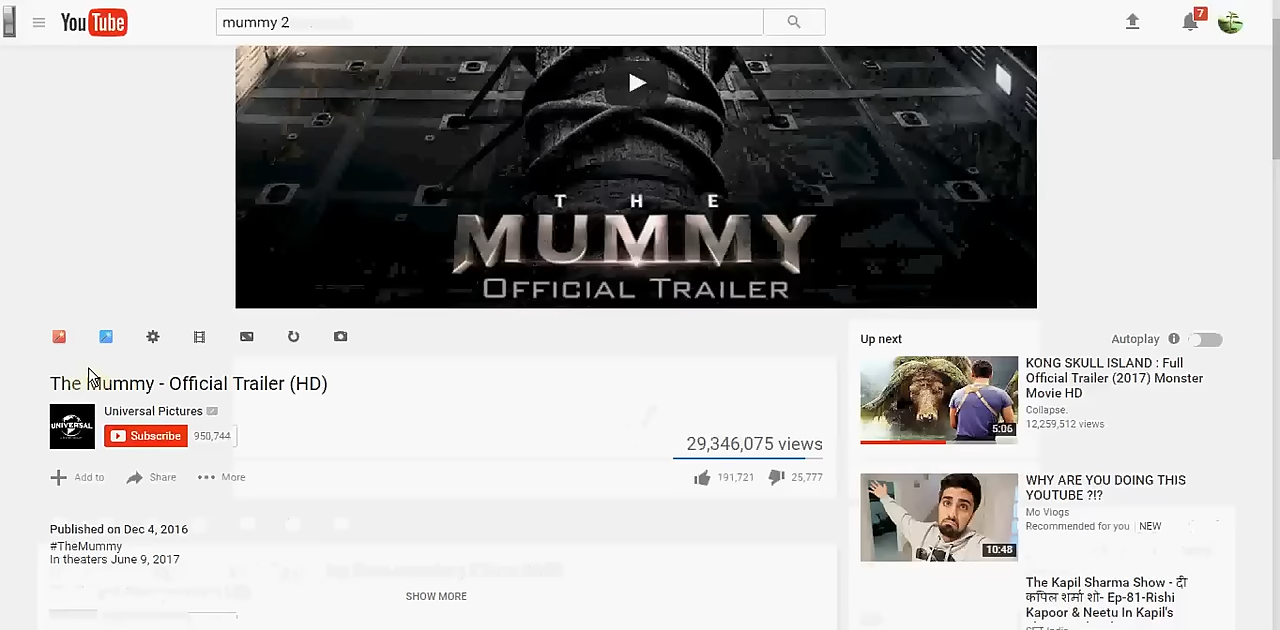 YouTube
mummy 2
7
THE
MUMMY
OFFICIAL TRAILER
The Mummy - Official Trailer (HD)
UNIVERSAL
Universal Pictures
Subscribe 950,744
29,346,075 views
Add to Share More
191,721 25,777
Published on Dec 4, 2016
#TheMummy
In theaters June 9, 2017
SHOW MORE
Up next
Autoplay
KONG SKULL ISLAND : Full
Official Trailer (2017) Monster
Movie HD
Collapse.
12,259,512 views
5:06
WHY ARE YOU DOING THIS
YOUTUBE ?!?
Mo Vlogs
Recommended for you NEW
10:48
The Kapil Sharma Show - दी
कपिल शर्मा शो- Ep-81-Rishi
Kapoor & Neetu In Kapil's